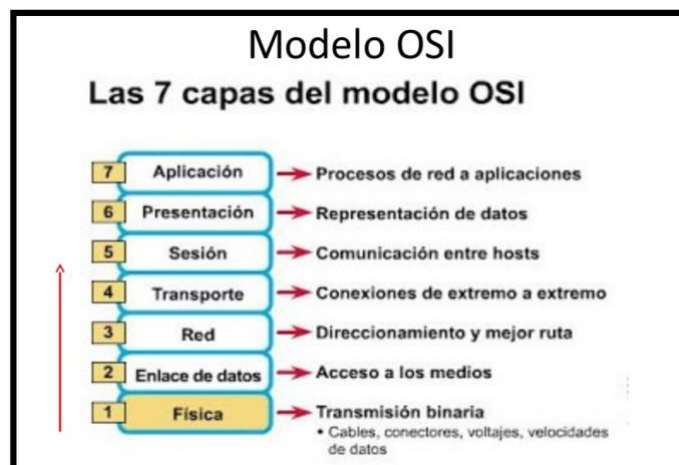 Modelo OSI
Las 7 capas del modelo OSI
7 Aplicación Procesos de red a aplicaciones
6 Presentación Representación de datos
5 Sesión Comunicación entre hosts
4 Transporte Conexiones de extremo a extremo
3 Red Direccionamiento y mejor ruta
2 Enlace de datos Acceso a los medios
1 Física Transmisión binaria
• Cables, conectores, voltajes, velocidades
de datos